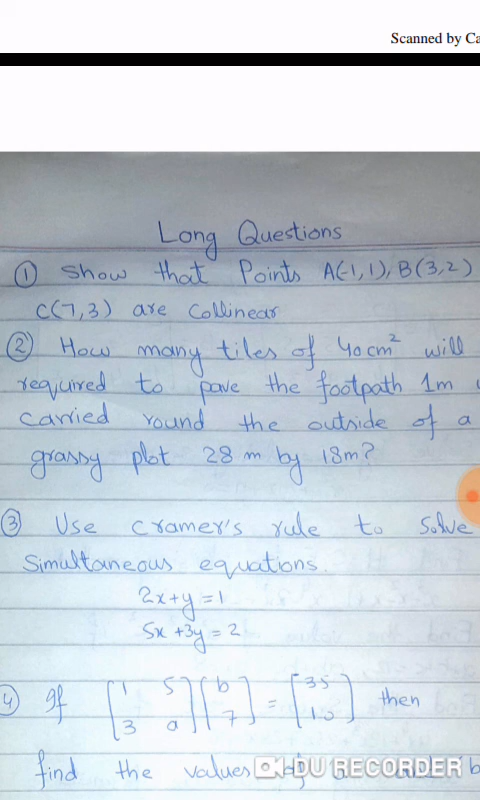 Scanned by Ca
Long Questions
① Show that Points A(-1,1), B(3,2)
C(7,3) are Collinear
② How many tiles of 40cm² will
required to pave the footpath 1m
carried round the outside of a
grassy plot 28 m by 18m?
③ Use cramer's rule to solve
Simultaneous equations.
2x+y=1
5x+3y=2
④ If [1 5 3 a] [b 7] = [35 10] then
find the values of a and b
DU RECORDER